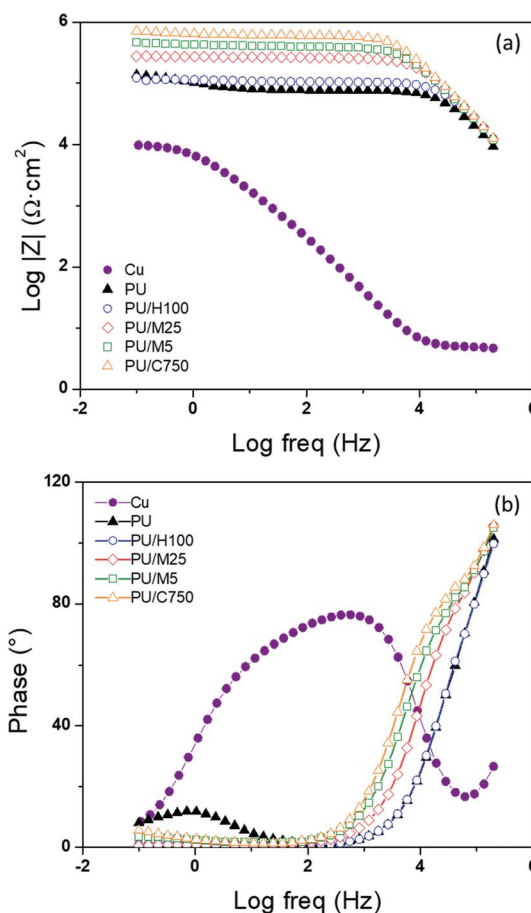 (a)
Log |Z| (Ω·cm²)
6
4
2
0
Cu
PU
PU/H100
PU/M25
PU/M5
PU/C750
-2
0
2
4
6
Log freq (Hz)
(b)
Phase (°)
120
80
40
0
Cu
PU
PU/H100
PU/M25
PU/M5
PU/C750
-2
0
2
4
6
Log freq (Hz)